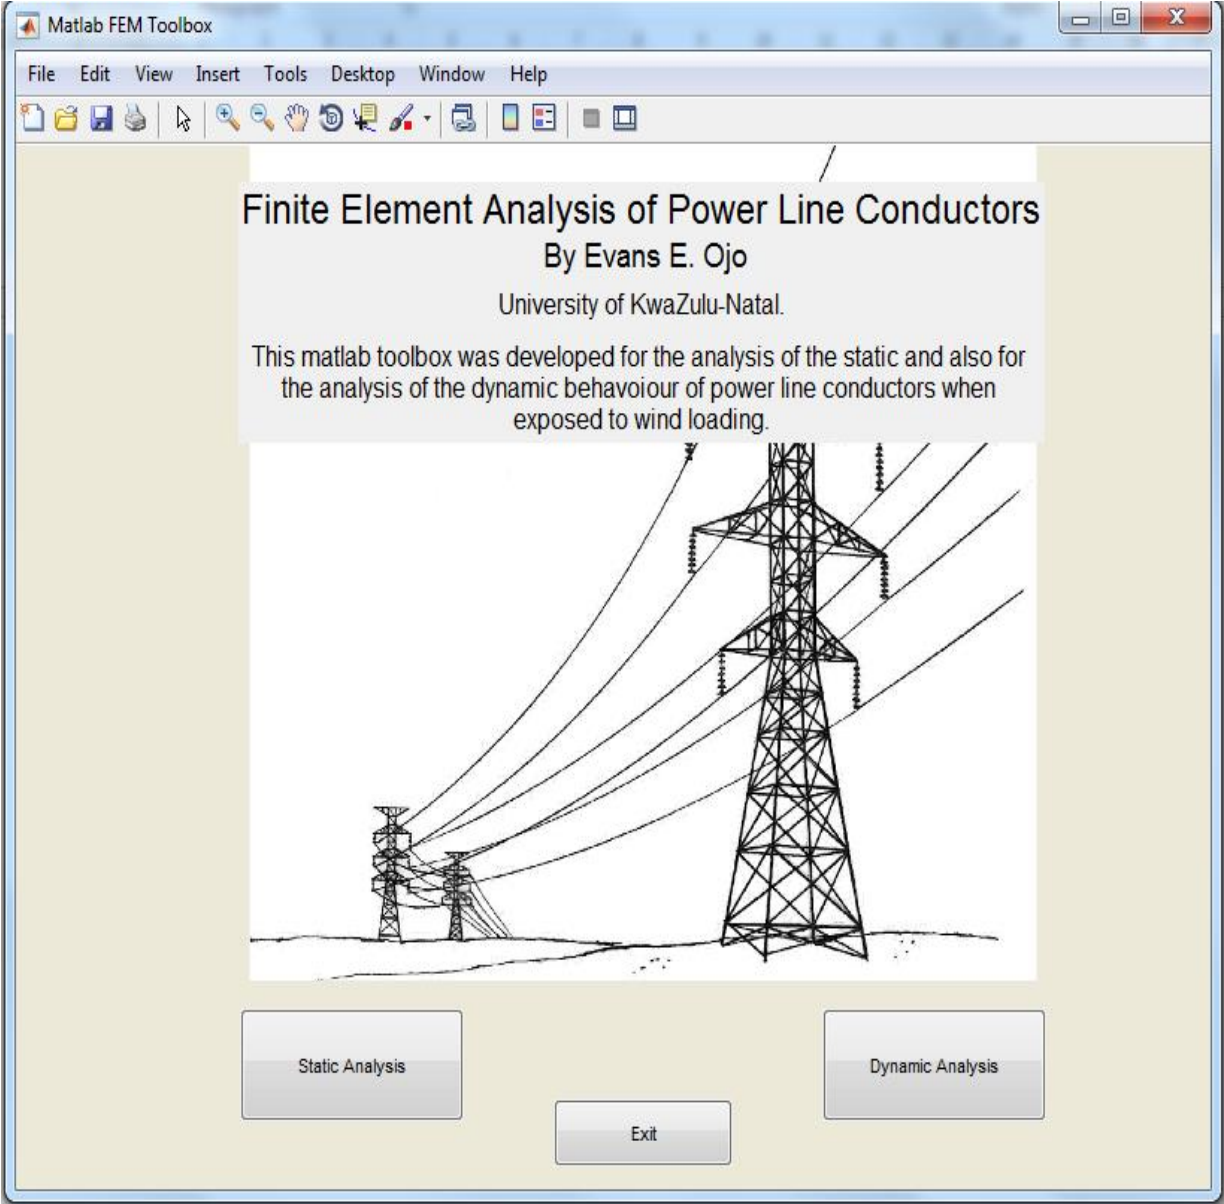 Matlab FEM Toolbox
File Edit View Insert Tools Desktop Window Help
Finite Element Analysis of Power Line Conductors
By Evans E. Ojo
University of KwaZulu-Natal.
This matlab toolbox was developed for the analysis of the static and also for
the analysis of the dynamic behavoiour of power line conductors when
exposed to wind loading.
Static Analysis
Dynamic Analysis
Exit